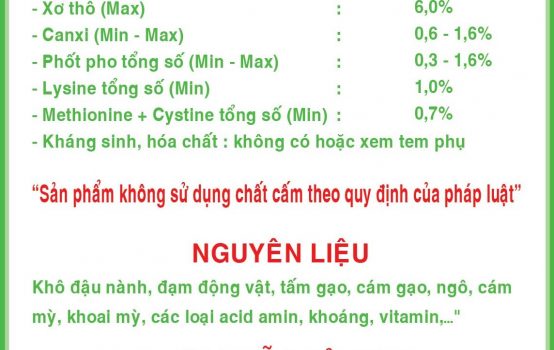 - Xơ thô (Max) : 6,0%
- Canxi (Min - Max) : 0,6 - 1,6%
- Phốt pho tổng số (Min - Max) : 0,3 - 1,6%
- Lysine tổng số (Min) : 1,0%
- Methionine + Cystine tổng số (Min) : 0,7%
- Kháng sinh, hóa chất : không có hoặc xem tem phụ
“Sản phẩm không sử dụng chất cấm theo quy định của pháp luật”
NGUYÊN LIỆU
Khô đậu nành, đạm động vật, tấm gạo, cám gạo, ngô, cám
mỳ, khoai mỳ, các loại acid amin, khoáng, vitamin,..."